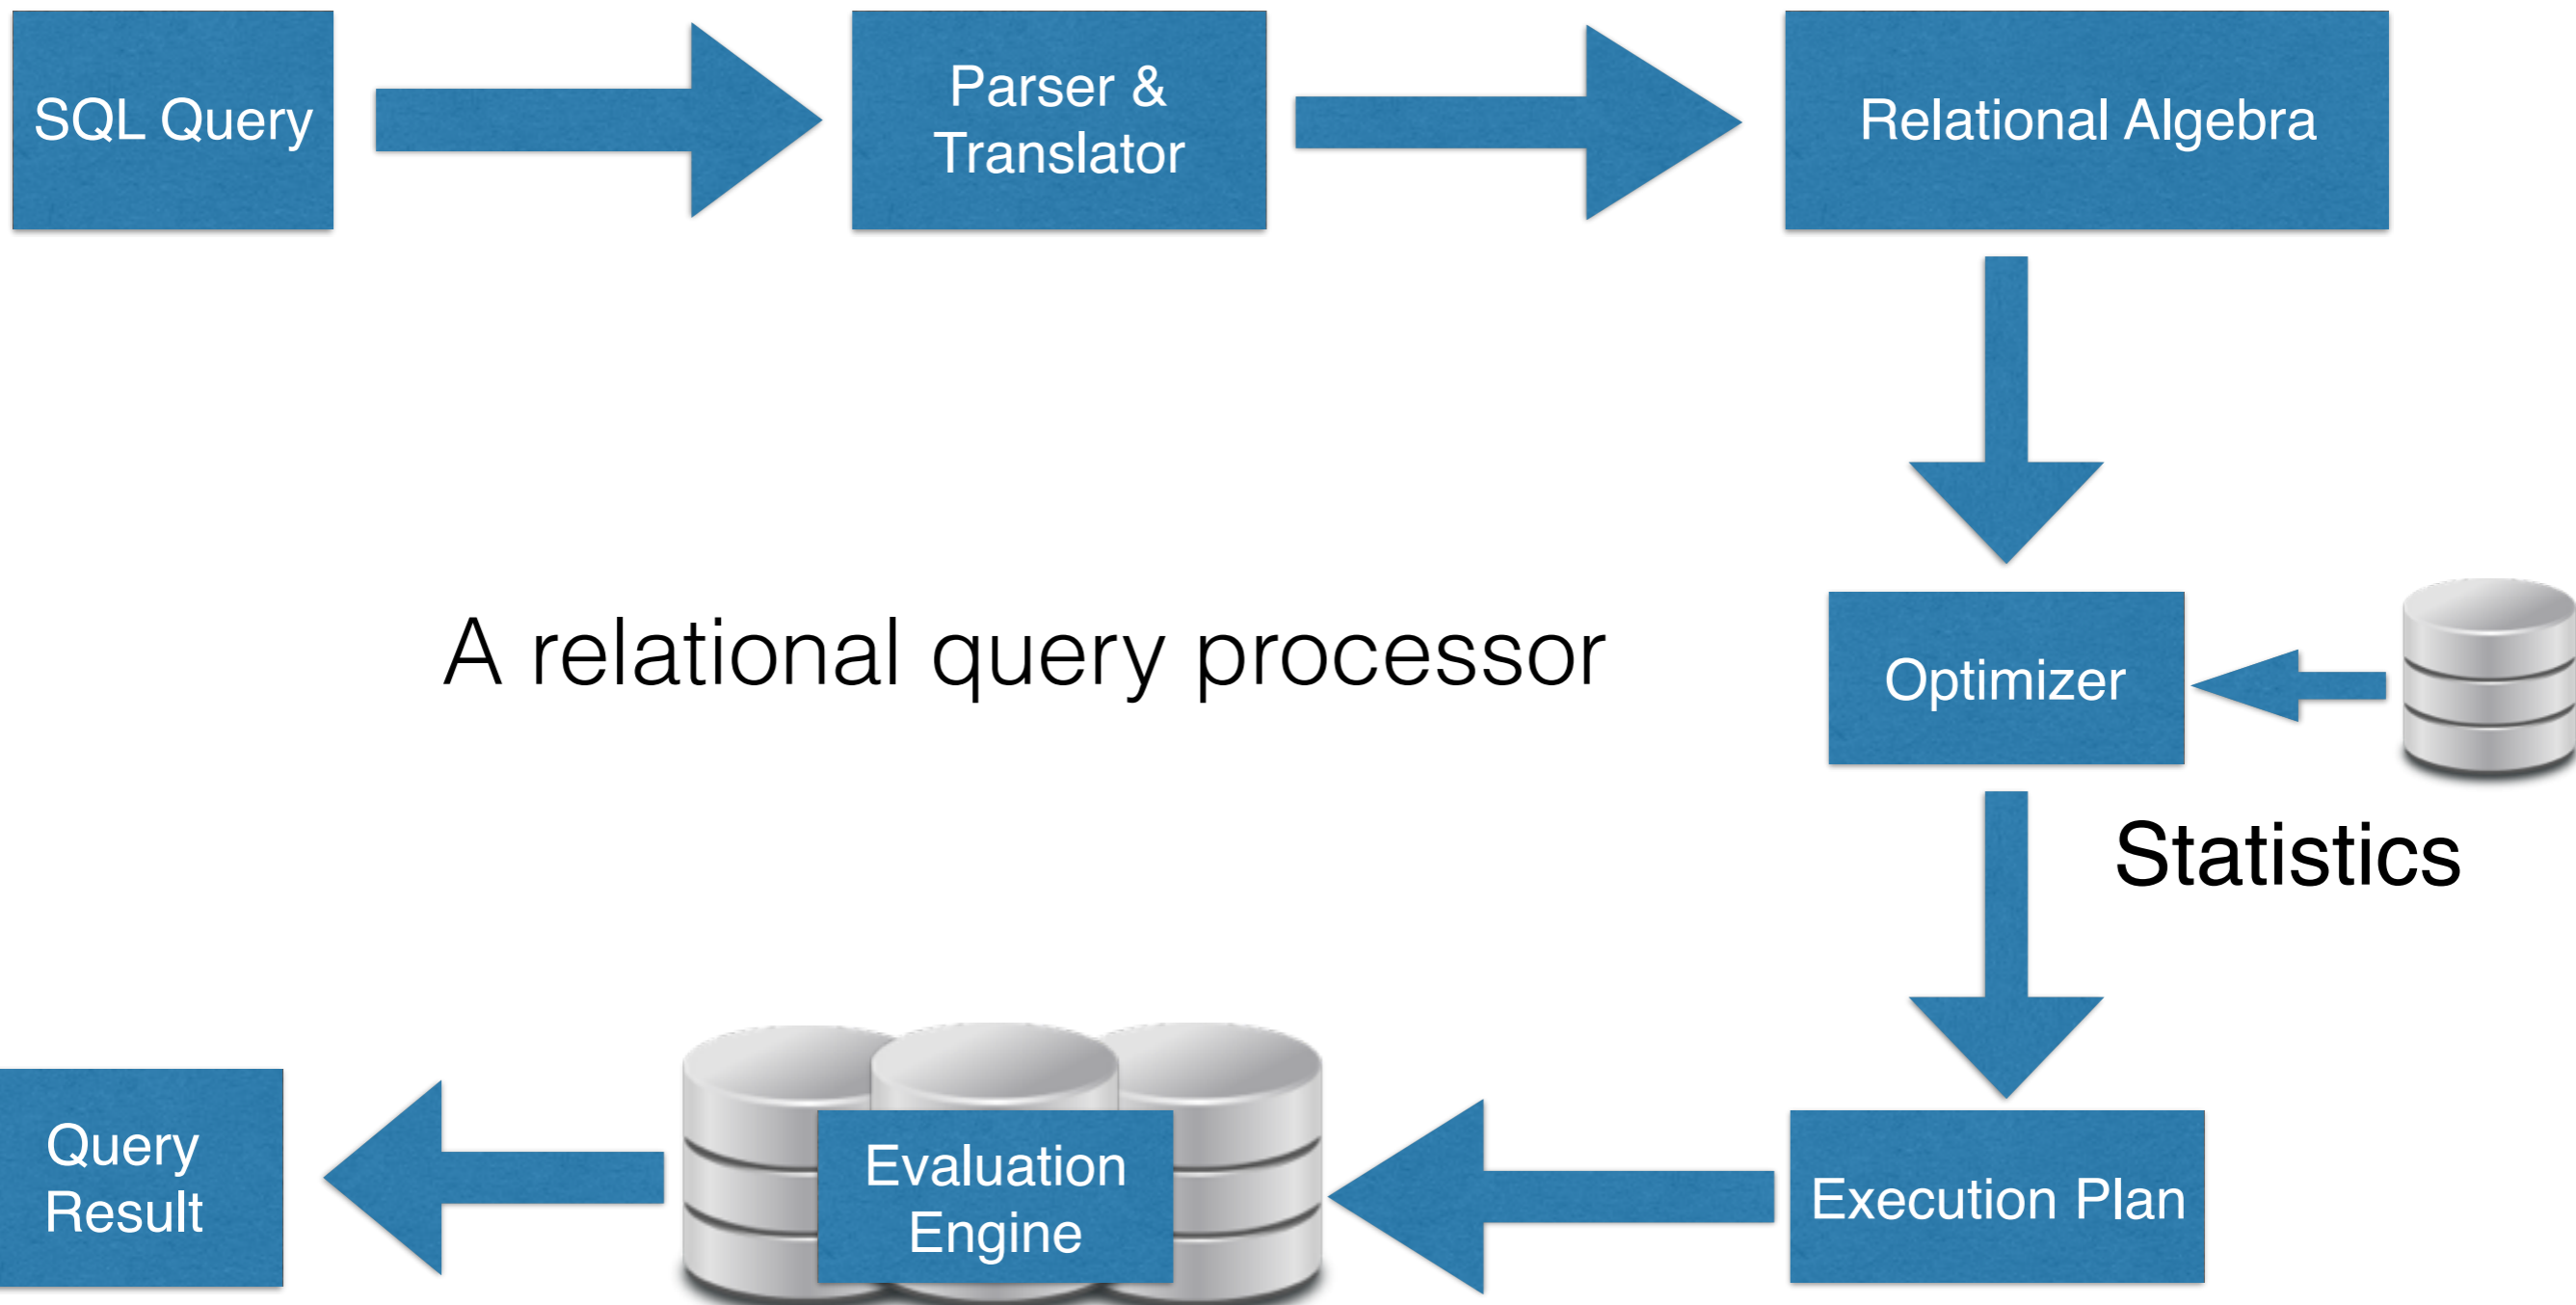 SQL Query
Parser &
Translator
Relational Algebra
A relational query processor
Optimizer
Statistics
Query
Result
Evaluation
Engine
Execution Plan